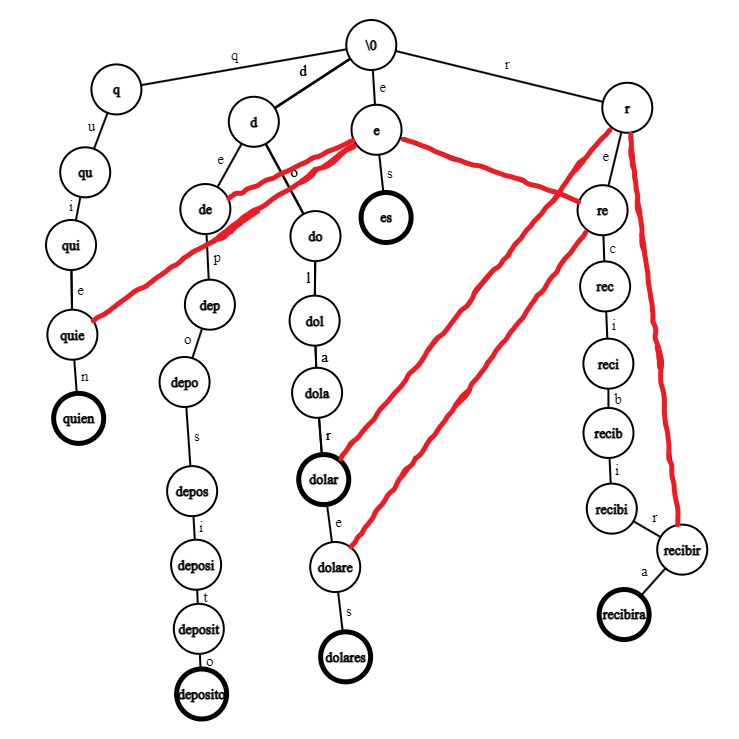 \0
q
d
e
r
q
d
e
r
u
e
o
s
e
qu
de
do
es
re
i
p
l
c
qui
dep
dol
rec
e
o
a
i
quie
depo
dola
reci
n
s
r
b
quien
depos
dolar
recib
i
e
i
deposi
dolare
recibi
t
s
r
deposit
dolares
recibir
o
a
deposito
recibira